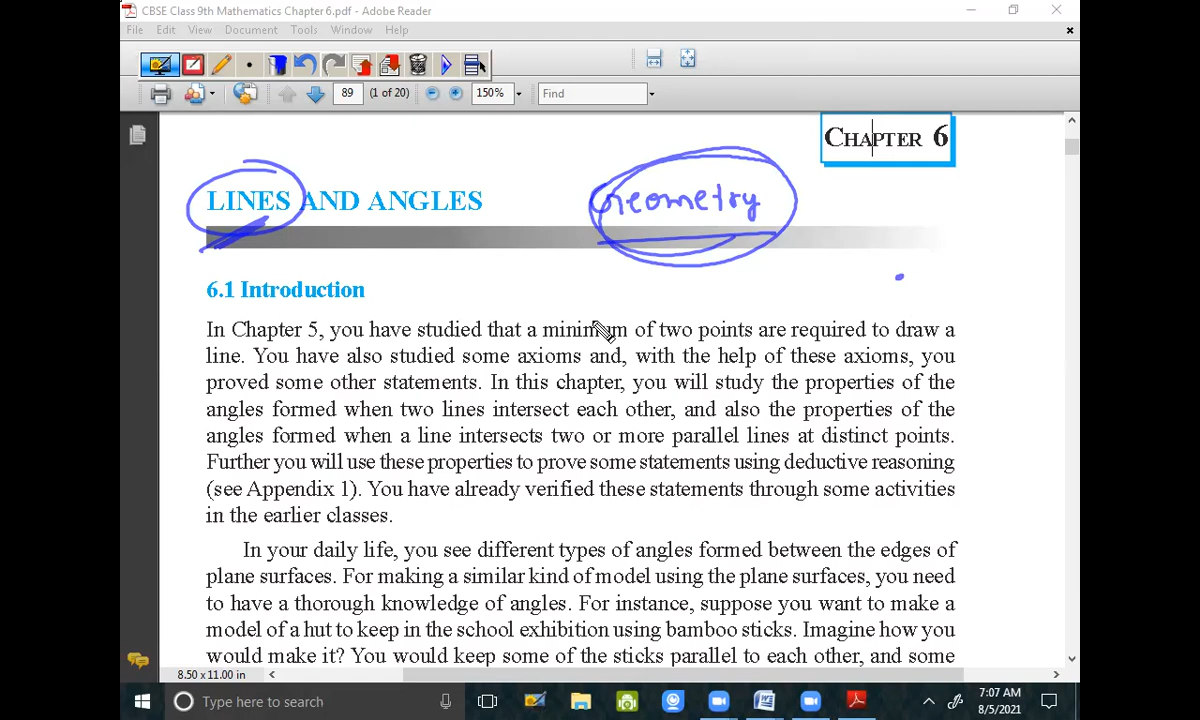 CBSE Class 9th Mathematics Chapter 6.pdf - Adobe Reader
File Edit View Document Tools Window Help
89 (1 of 20) 150% Find
CHAPTER 6
LINES AND ANGLES
Geometry
6.1 Introduction
In Chapter 5, you have studied that a minimum of two points are required to draw a
line. You have also studied some axioms and, with the help of these axioms, you
proved some other statements. In this chapter, you will study the properties of the
angles formed when two lines intersect each other, and also the properties of the
angles formed when a line intersects two or more parallel lines at distinct points.
Further you will use these properties to prove some statements using deductive reasoning
(see Appendix 1). You have already verified these statements through some activities
in the earlier classes.
In your daily life, you see different types of angles formed between the edges of
plane surfaces. For making a similar kind of model using the plane surfaces, you need
to have a thorough knowledge of angles. For instance, suppose you want to make a
model of a hut to keep in the school exhibition using bamboo sticks. Imagine how you
would make it? You would keep some of the sticks parallel to each other, and some
8.50 x 11.00 in
Type here to search
7:07 AM
8/5/2021